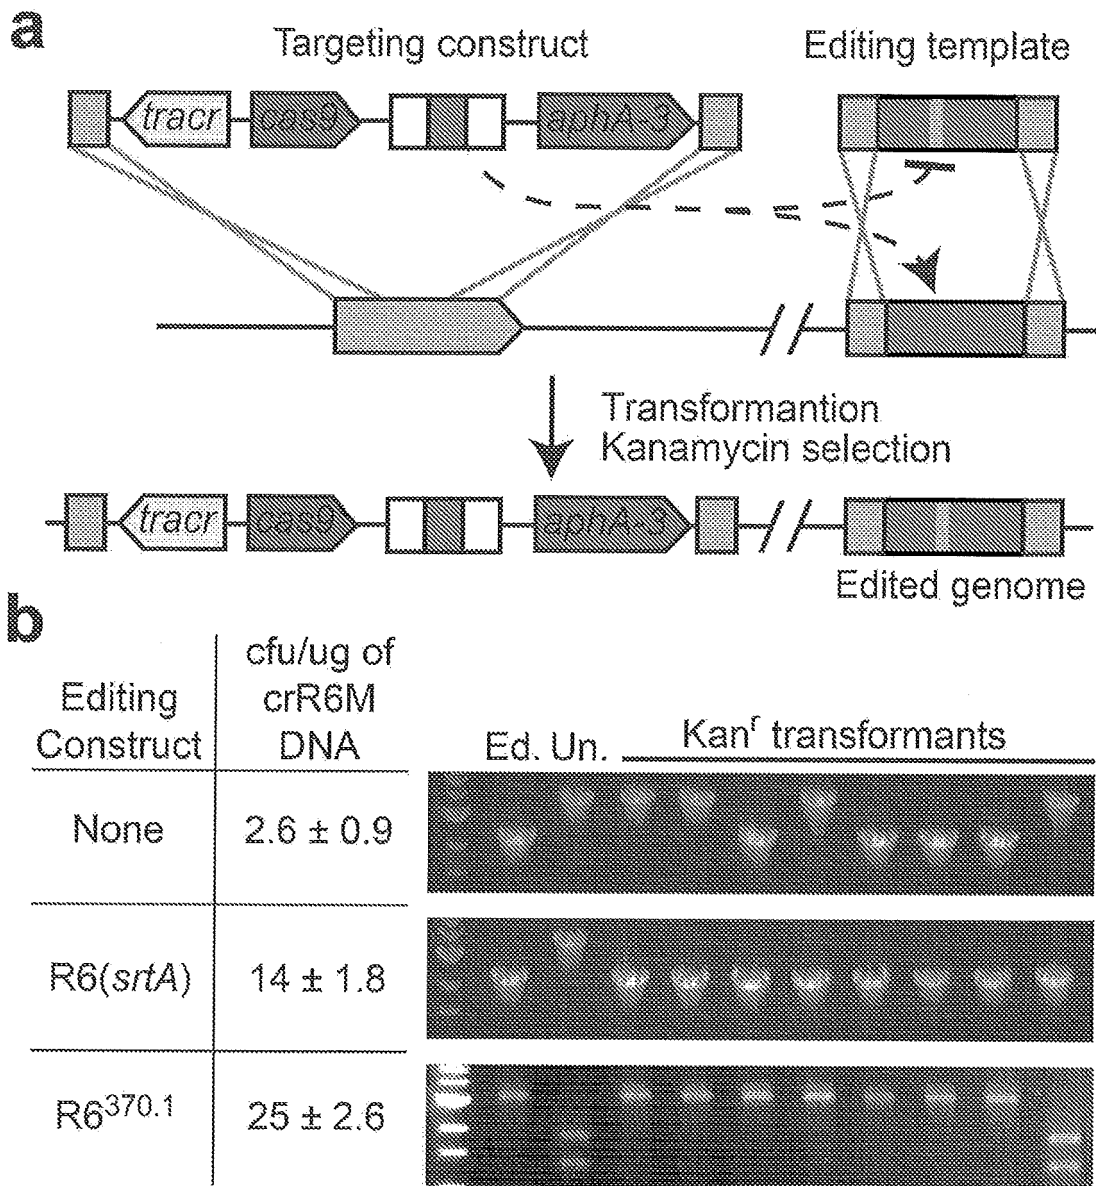 a
Targeting construct
Editing template
tracr cas9 aphA-3
Transformantion
Kanamycin selection
tracr cas9 aphA-3
Edited genome
b
Editing
Construct
cfu/ug of
crR6M
DNA
Ed. Un. Kanʳ transformants
None 2.6 ± 0.9
R6(srtA) 14 ± 1.8
R6³⁷⁰·¹ 25 ± 2.6